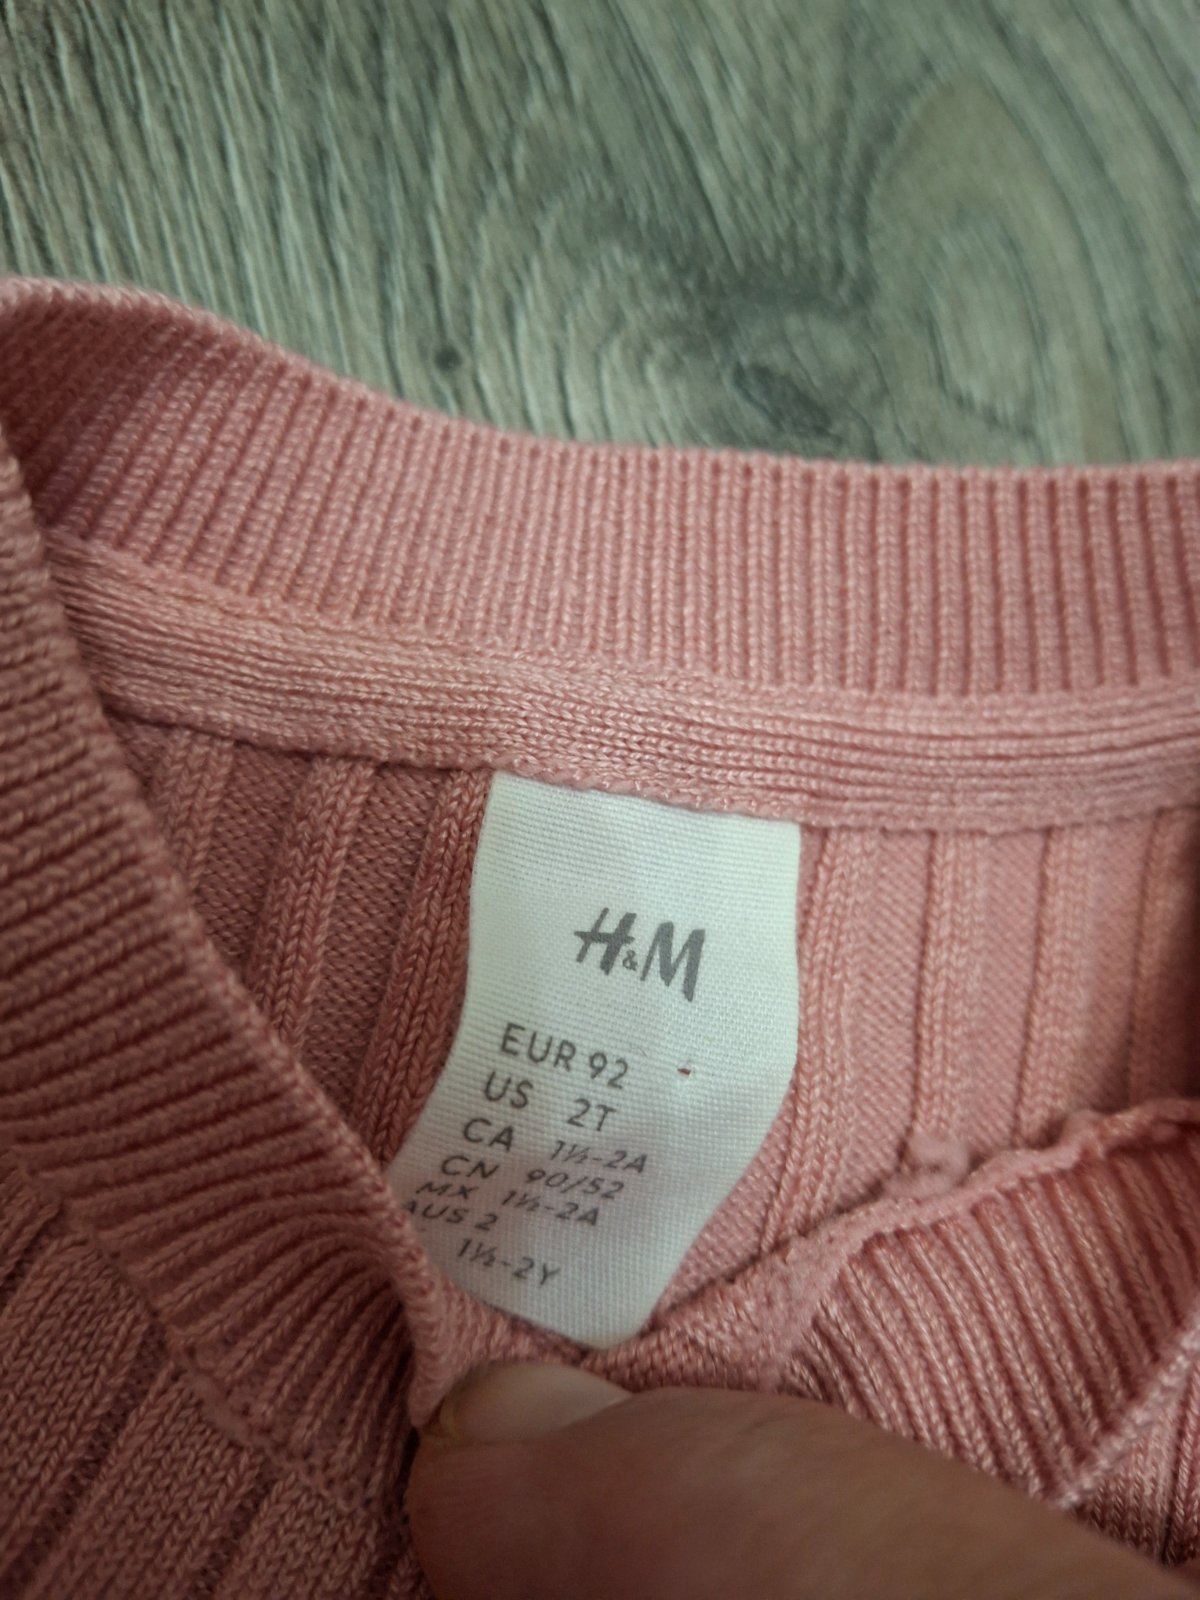 H&M
EUR 92
US 2T
CA 1½-2A
CN 90/52
MX 1½-2A
AUS 2
1½-2Y